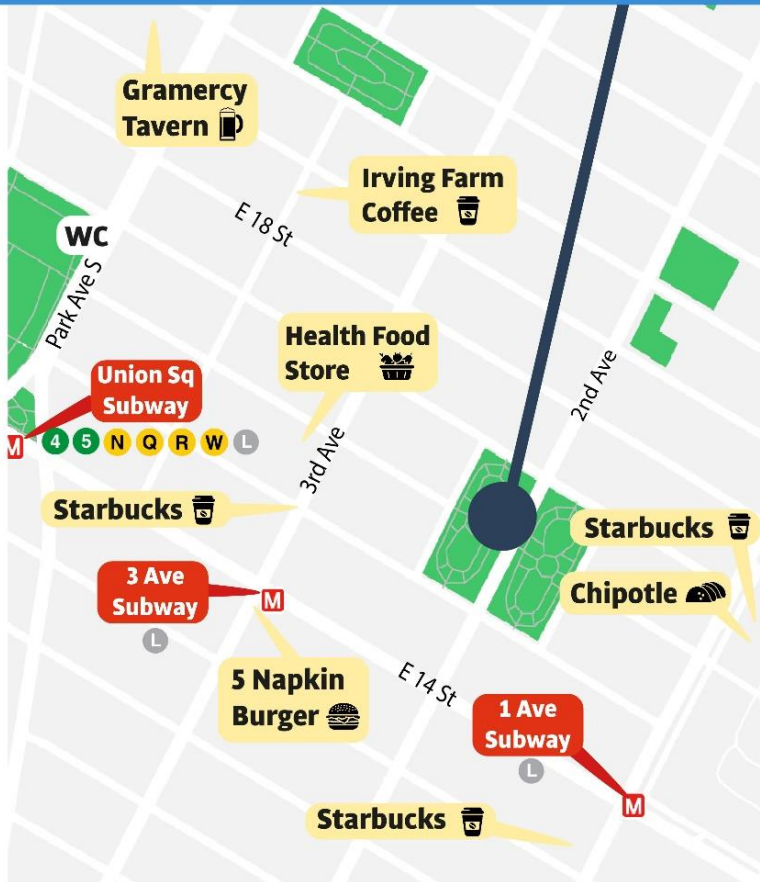 Gramercy
Tavern
Irving Farm
Coffee
E 18 St
WC
Park Ave S
Health Food
Store
Union Sq
Subway
M
4 5 N Q R W L
2nd Ave
3rd Ave
Starbucks
Starbucks
3 Ave
Subway
M
L
Chipotle
5 Napkin
Burger
E 14 St
1 Ave
Subway
L
M
Starbucks